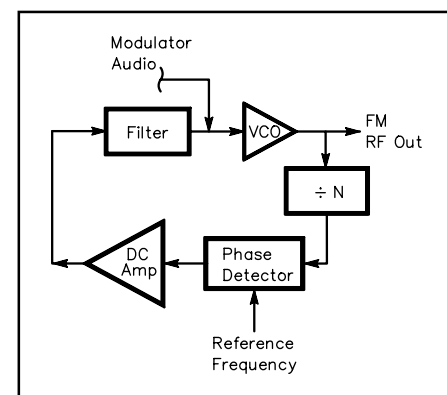 Modulator
Audio
Filter
VCO
FM
RF Out
÷ N
DC
Amp
Phase
Detector
Reference
Frequency